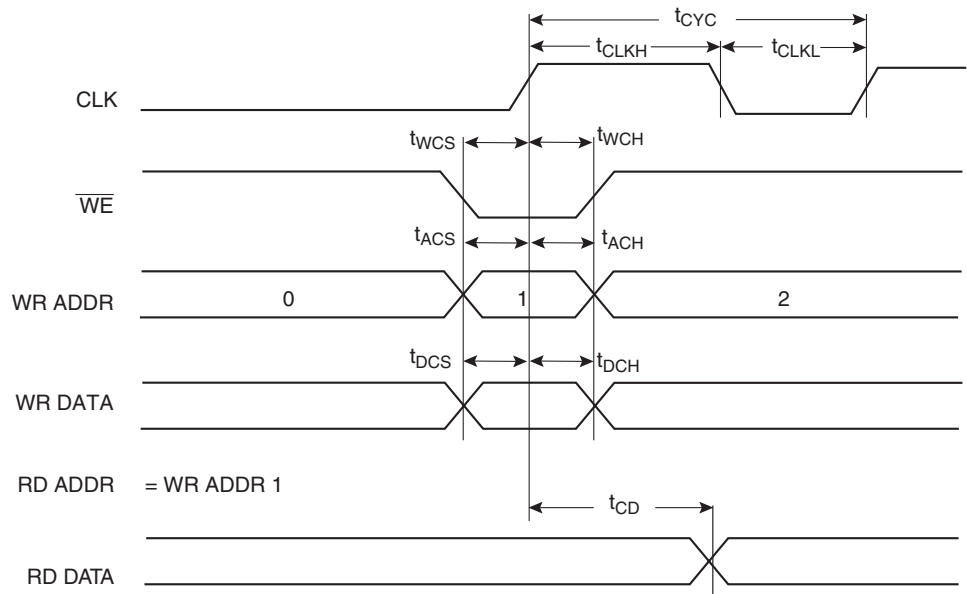 tCYC
tCLKH tCLKL
CLK
tWCS tWCH
WE
tACS tACH
WR ADDR 0 1 2
tDCS tDCH
WR DATA
RD ADDR = WR ADDR 1
tCD
RD DATA